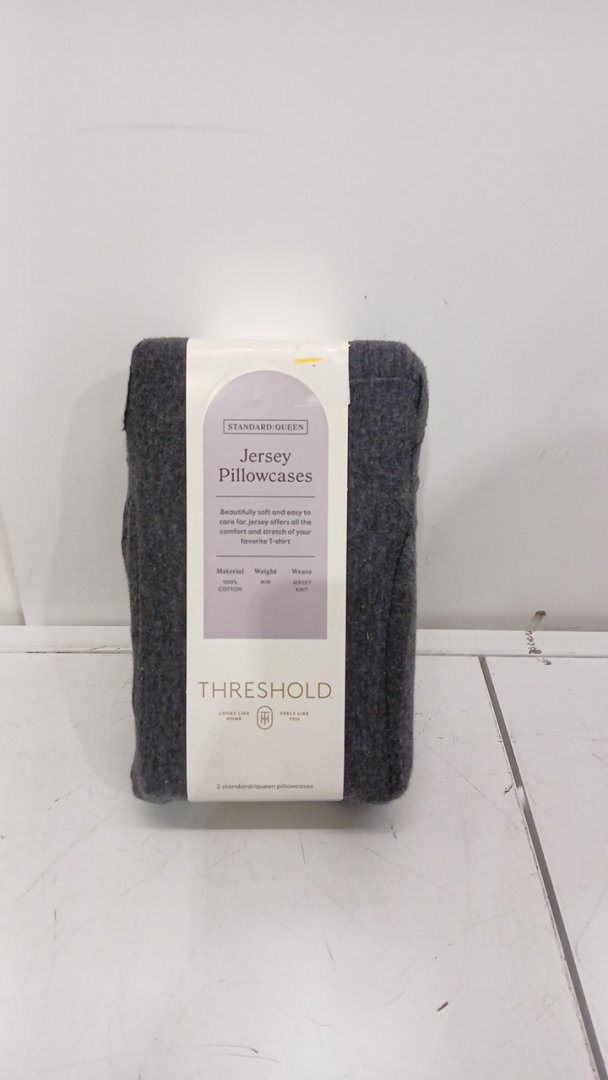 STANDARD/QUEEN
Jersey
Pillowcases
Beautifully soft and easy to
care for, jersey offers all the
comfort and stretch of your
favorite T-shirt
Material Weight Weave
100% MID JERSEY
COTTON KNIT
THRESHOLD
LOOKS LIKE FEELS LIKE
HOME YOU
2 standard/queen pillowcases